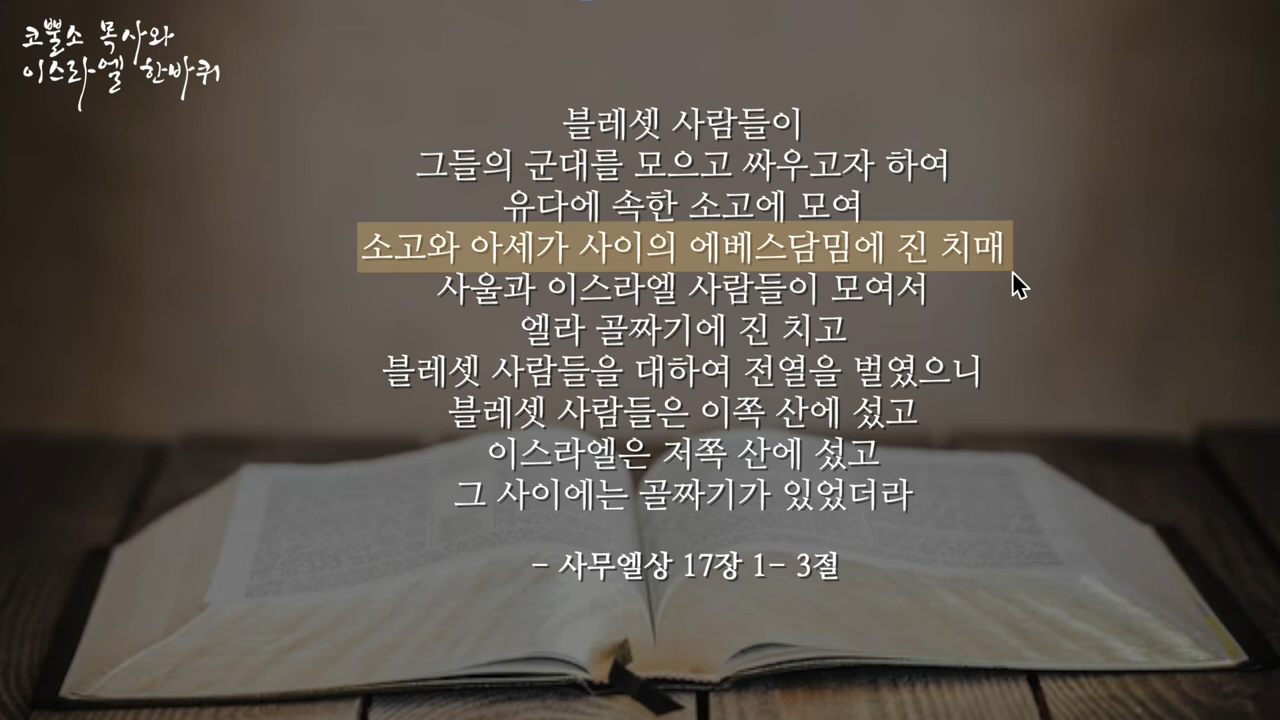 코뿔소 목사와
이스라엘 한바퀴
블레셋 사람들이
그들의 군대를 모으고 싸우고자 하여
유다에 속한 소고에 모여
소고와 아세가 사이의 에베스담밈에 진 치매
사울과 이스라엘 사람들이 모여서
엘라 골짜기에 진 치고
블레셋 사람들을 대하여 전열을 벌였으니
블레셋 사람들은 이쪽 산에 섰고
이스라엘은 저쪽 산에 섰고
그 사이에는 골짜기가 있었더라
- 사무엘상 17장 1- 3절